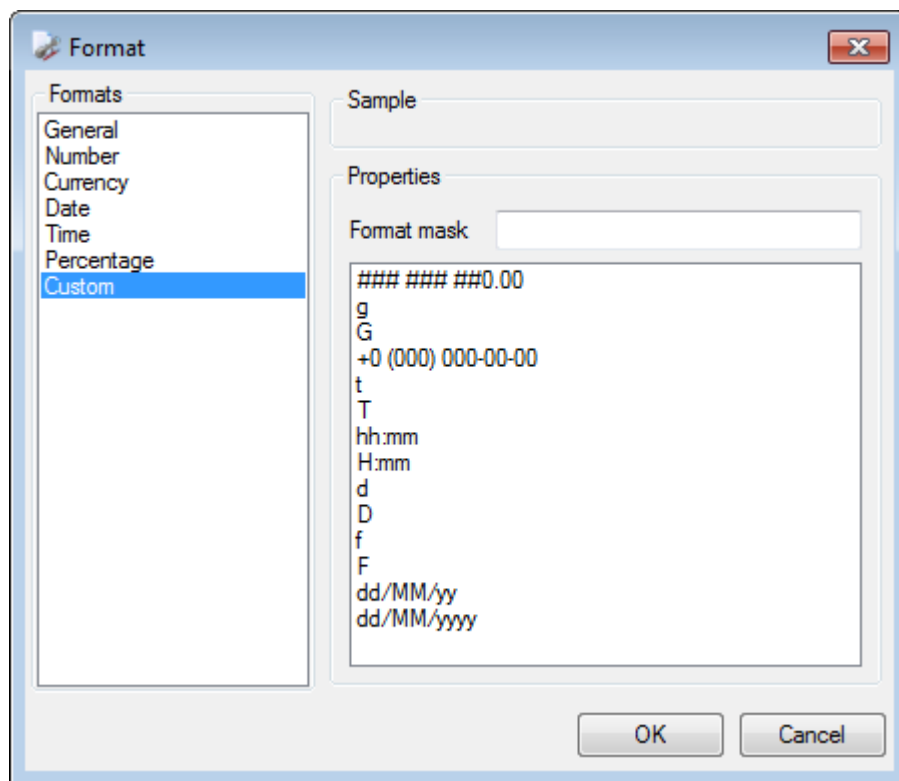 Format
Formats
General
Number
Currency
Date
Time
Percentage
Custom
Sample
Properties
Format mask
### ### ##0.00
g
G
+0 (000) 000-00-00
t
T
hh:mm
H:mm
d
D
f
F
dd/MM/yy
dd/MM/yyyy
OK
Cancel